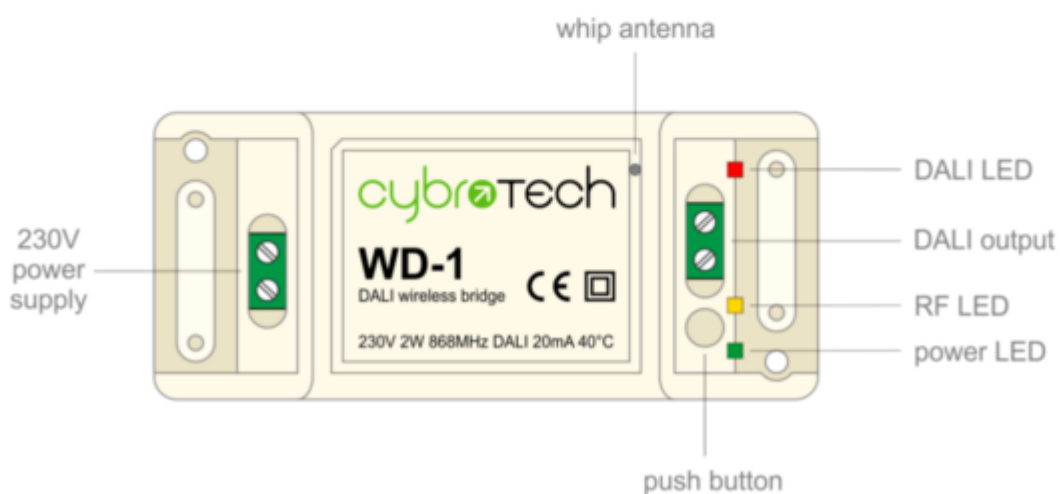 whip antenna
cybrotech
WD-1
DALI wireless bridge
CE
230V 2W 868MHz DALI 20mA 40°C
230V
power
supply
DALI LED
DALI output
RF LED
power LED
push button